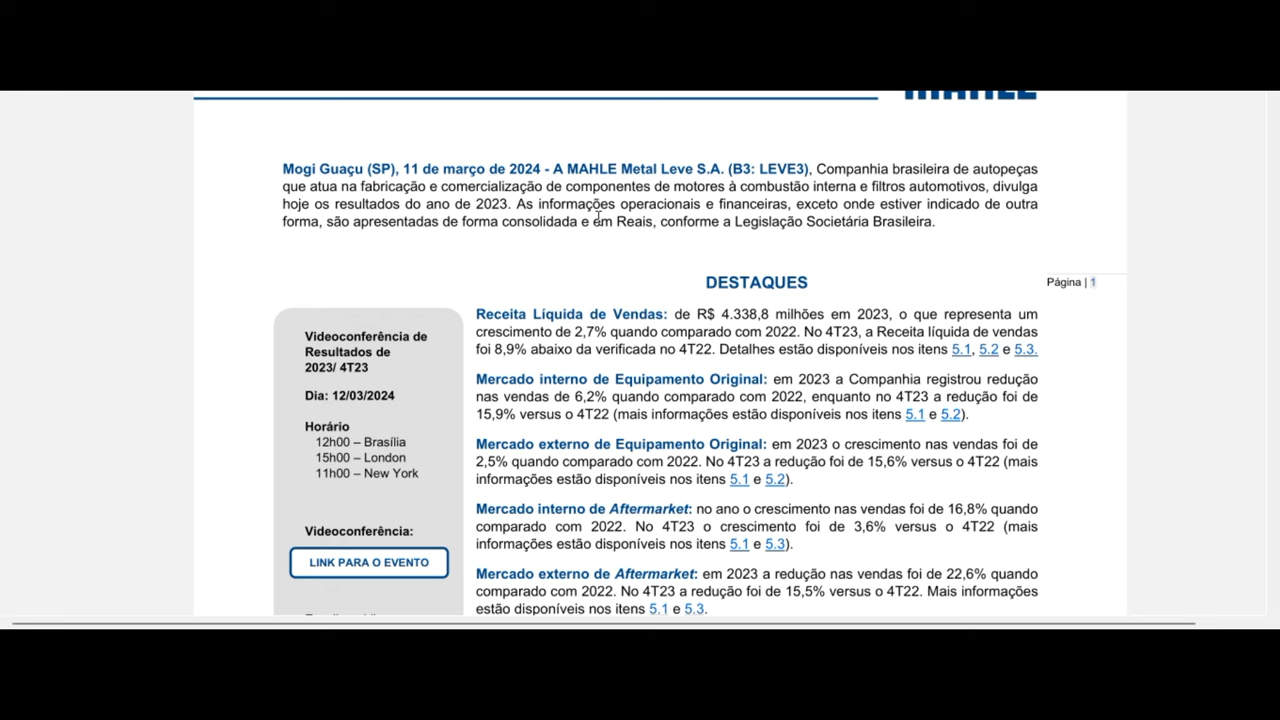 MAHLE
Mogi Guaçu (SP), 11 de março de 2024 - A MAHLE Metal Leve S.A. (B3: LEVE3), Companhia brasileira de autopeças
que atua na fabricação e comercialização de componentes de motores à combustão interna e filtros automotivos, divulga
hoje os resultados do ano de 2023. As informações operacionais e financeiras, exceto onde estiver indicado de outra
forma, são apresentadas de forma consolidada e em Reais, conforme a Legislação Societária Brasileira.
DESTAQUES
Página | 1
Videoconferência de
Resultados de
2023/ 4T23
Dia: 12/03/2024
Horário
12h00 – Brasília
15h00 – London
11h00 – New York
Videoconferência:
LINK PARA O EVENTO
Receita Líquida de Vendas: de R$ 4.338,8 milhões em 2023, o que representa um
crescimento de 2,7% quando comparado com 2022. No 4T23, a Receita líquida de vendas
foi 8,9% abaixo da verificada no 4T22. Detalhes estão disponíveis nos itens 5.1, 5.2 e 5.3.
Mercado interno de Equipamento Original: em 2023 a Companhia registrou redução
nas vendas de 6,2% quando comparado com 2022, enquanto no 4T23 a redução foi de
15,9% versus o 4T22 (mais informações estão disponíveis nos itens 5.1 e 5.2).
Mercado externo de Equipamento Original: em 2023 o crescimento nas vendas foi de
2,5% quando comparado com 2022. No 4T23 a redução foi de 15,6% versus o 4T22 (mais
informações estão disponíveis nos itens 5.1 e 5.2).
Mercado interno de Aftermarket: no ano o crescimento nas vendas foi de 16,8% quando
comparado com 2022. No 4T23 o crescimento foi de 3,6% versus o 4T22 (mais
informações estão disponíveis nos itens 5.1 e 5.3).
Mercado externo de Aftermarket: em 2023 a redução nas vendas foi de 22,6% quando
comparado com 2022. No 4T23 a redução foi de 15,5% versus o 4T22. Mais informações
estão disponíveis nos itens 5.1 e 5.3.